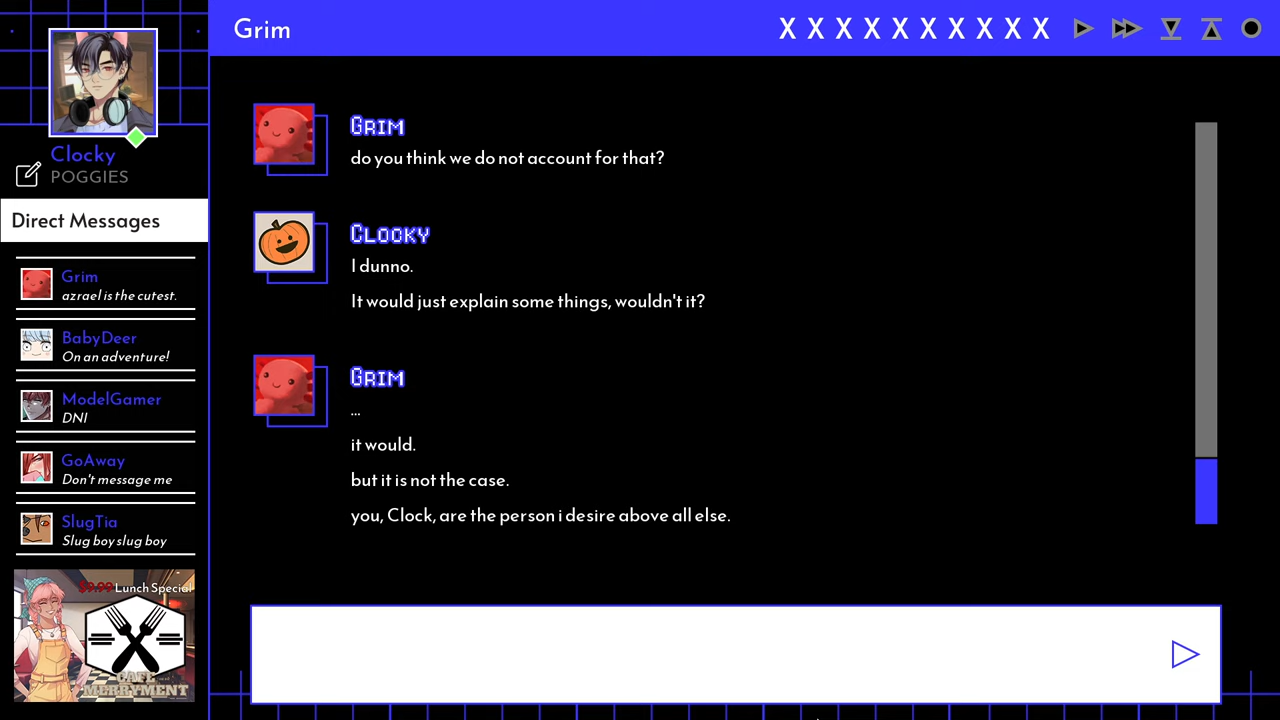 Grim
X X X X X X X X X X
Clocky
POGGIES
Direct Messages
Grim
azrael is the cutest.
BabyDeer
On an adventure!
ModelGamer
DNI
GoAway
Don't message me
SlugTia
Slug boy slug boy
$9.99 Lunch Special
CAFE
MERRYMENT
Grim
do you think we do not account for that?
Clocky
I dunno.
It would just explain some things, wouldn't it?
Grim
...
it would.
but it is not the case.
you, Clock, are the person i desire above all else.